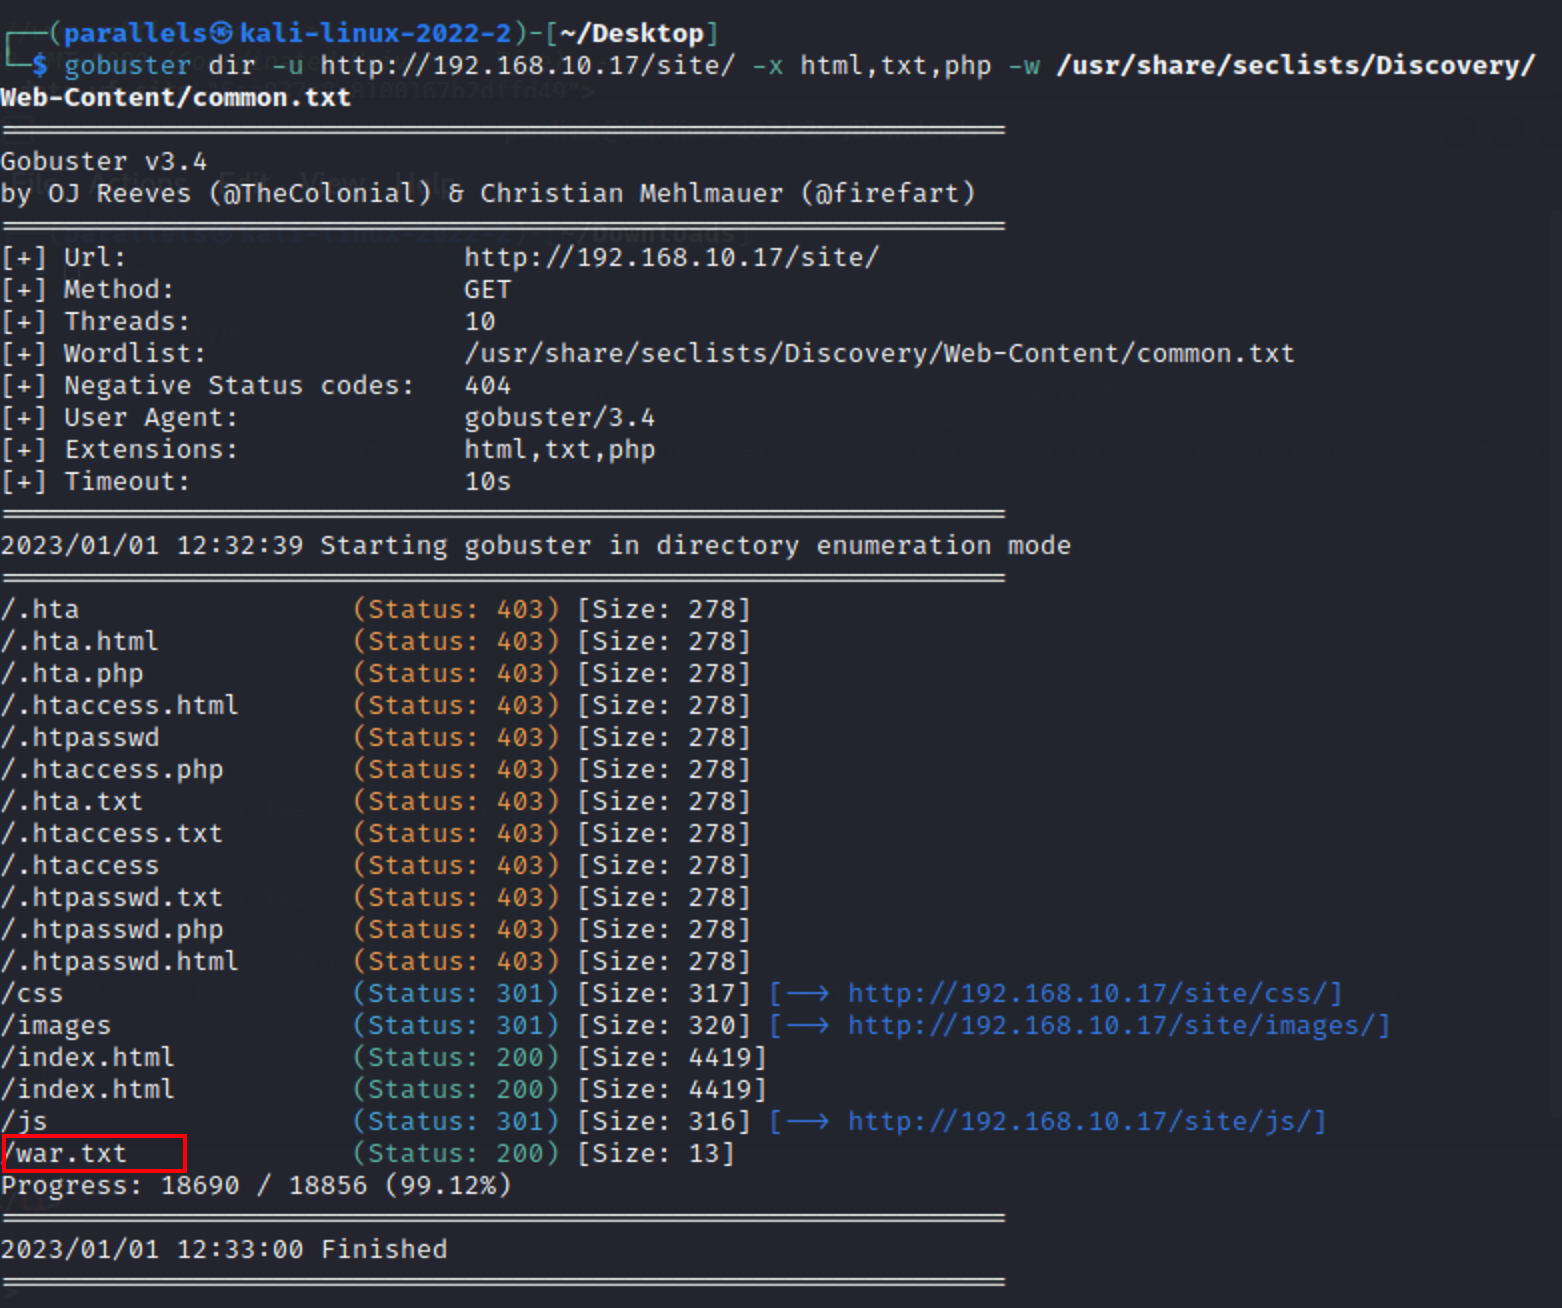 ┌──(parallels㉿kali-linux-2022-2)-[~/Desktop]
└─$ gobuster dir -u http://192.168.10.17/site/ -x html,txt,php -w /usr/share/seclists/Discovery/
Web-Content/common.txt
===============================================================
Gobuster v3.4
by OJ Reeves (@TheColonial) & Christian Mehlmauer (@firefart)
===============================================================
[+] Url:                     http://192.168.10.17/site/
[+] Method:                  GET
[+] Threads:                 10
[+] Wordlist:                /usr/share/seclists/Discovery/Web-Content/common.txt
[+] Negative Status codes:   404
[+] User Agent:              gobuster/3.4
[+] Extensions:              html,txt,php
[+] Timeout:                 10s
===============================================================
2023/01/01 12:32:39 Starting gobuster in directory enumeration mode
===============================================================
/.hta                 (Status: 403) [Size: 278]
/.hta.html            (Status: 403) [Size: 278]
/.hta.php             (Status: 403) [Size: 278]
/.htaccess.html       (Status: 403) [Size: 278]
/.htpasswd            (Status: 403) [Size: 278]
/.htaccess.php        (Status: 403) [Size: 278]
/.hta.txt             (Status: 403) [Size: 278]
/.htaccess.txt        (Status: 403) [Size: 278]
/.htaccess            (Status: 403) [Size: 278]
/.htpasswd.txt        (Status: 403) [Size: 278]
/.htpasswd.php        (Status: 403) [Size: 278]
/.htpasswd.html       (Status: 403) [Size: 278]
/css                  (Status: 301) [Size: 317] [--> http://192.168.10.17/site/css/]
/images               (Status: 301) [Size: 320] [--> http://192.168.10.17/site/images/]
/index.html           (Status: 200) [Size: 4419]
/index.html           (Status: 200) [Size: 4419]
/js                   (Status: 301) [Size: 316] [--> http://192.168.10.17/site/js/]
/war.txt              (Status: 200) [Size: 13]
Progress: 18690 / 18856 (99.12%)
===============================================================
2023/01/01 12:33:00 Finished
===============================================================